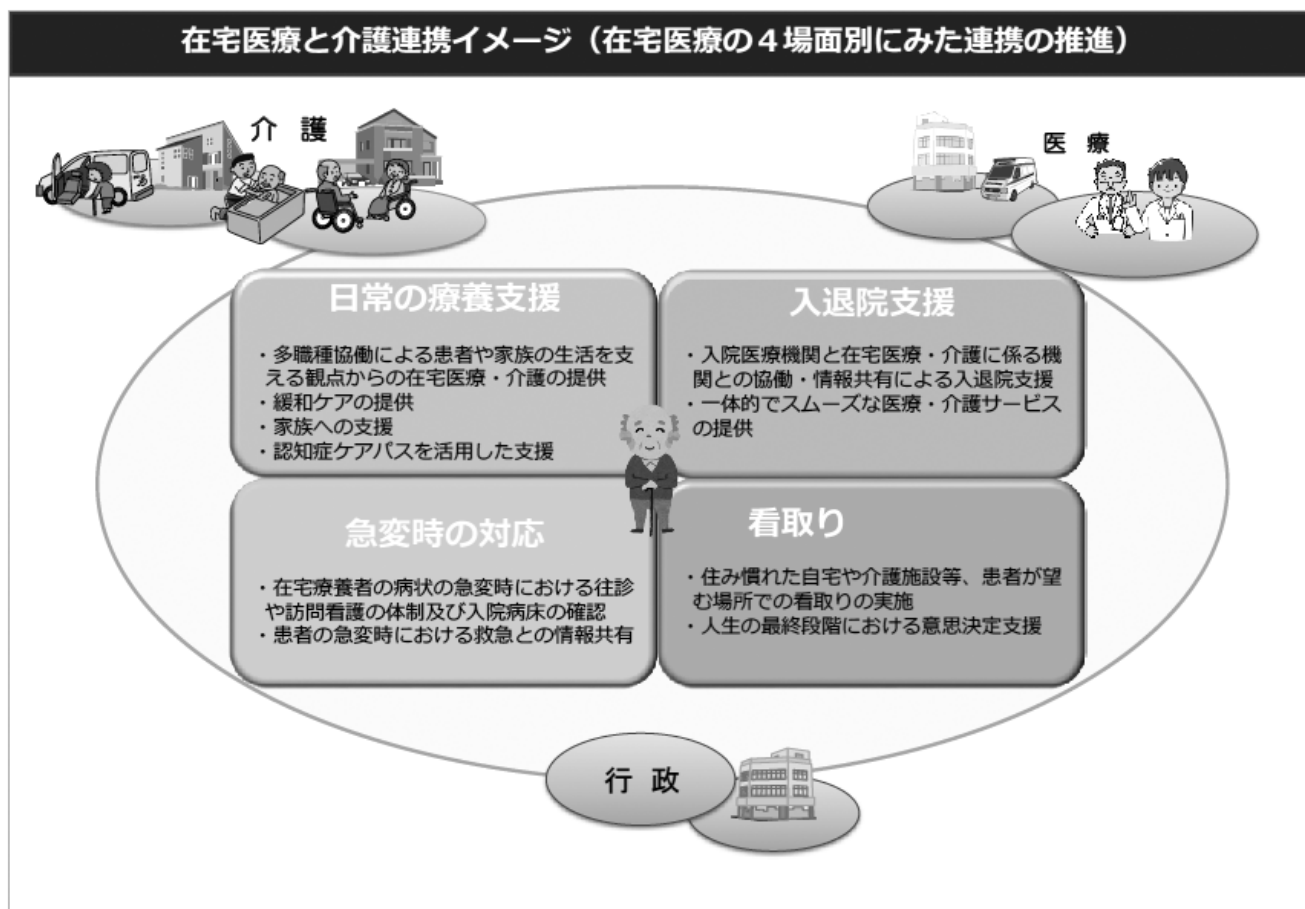 在宅医療と介護連携イメージ（在宅医療の４場面別にみた連携の推進）
介 護
医 療
日常の療養支援
・多職種協働による患者や家族の生活を支
える観点からの在宅医療・介護の提供
・緩和ケアの提供
・家族への支援
・認知症ケアパスを活用した支援
入退院支援
・入院医療機関と在宅医療・介護に係る機
関との協働・情報共有による入退院支援
・一体的でスムーズな医療・介護サービス
の提供
急変時の対応
・在宅療養者の病状の急変時における往診
や訪問看護の体制及び入院病床の確認
・患者の急変時における救急との情報共有
看取り
・住み慣れた自宅や介護施設等、患者が望
む場所での看取りの実施
・人生の最終段階における意思決定支援
行 政